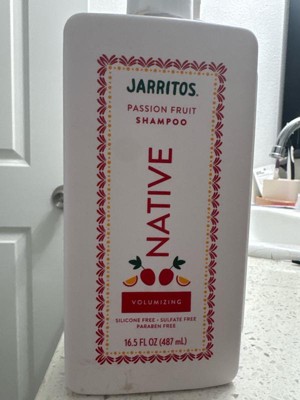 JARRITOS.
PASSION FRUIT
SHAMPOO
NATIVE
VOLUMIZING
SILICONE FREE • SULFATE FREE
PARABEN FREE
16.5 FL OZ (487 mL)